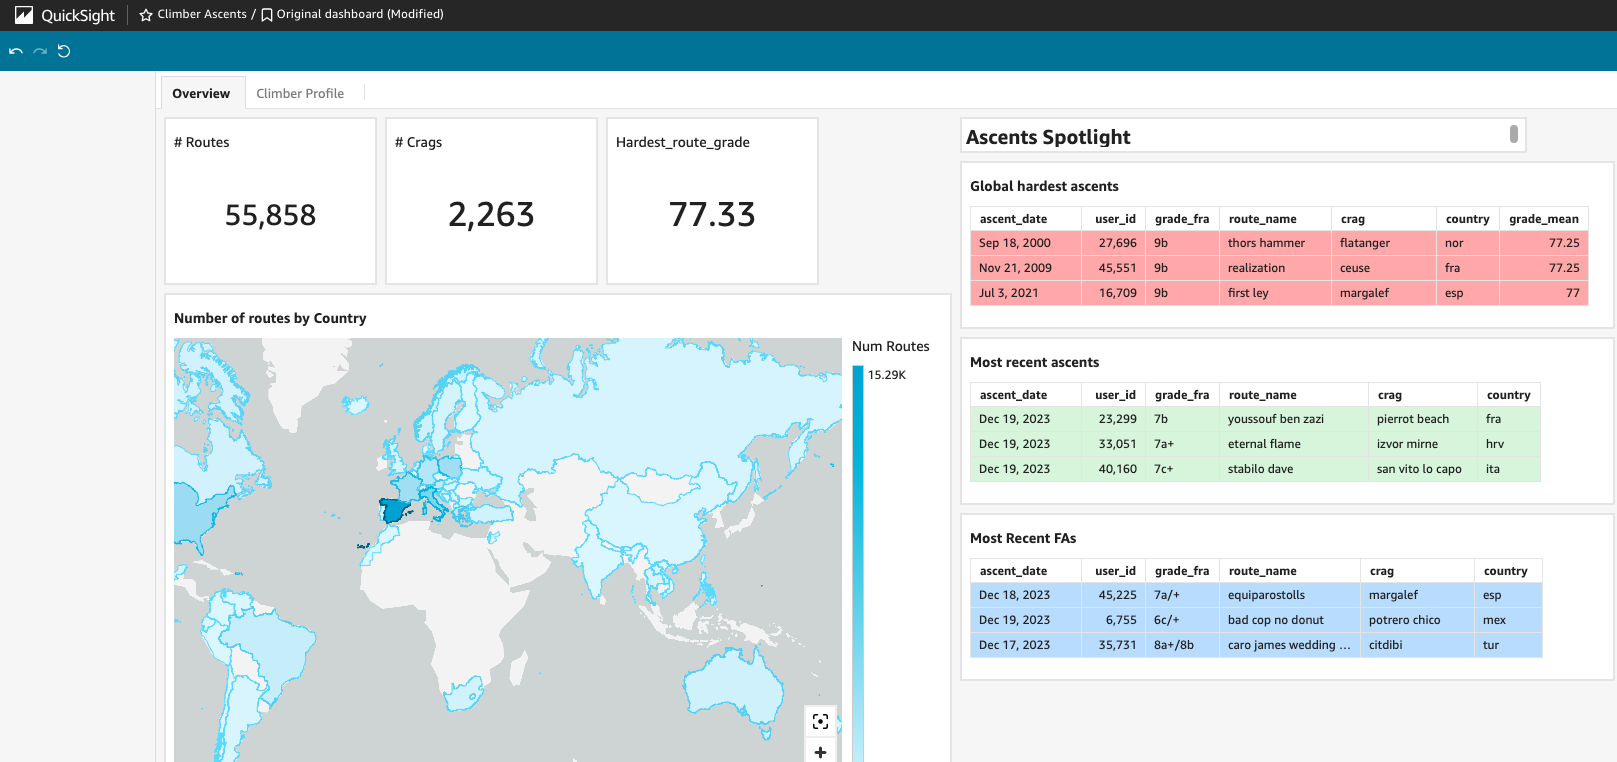 QuickSight Climber Ascents / Original dashboard (Modified)
Overview Climber Profile
# Routes
55,858
# Crags
2,263
Hardest_route_grade
77.33
Number of routes by Country
Num Routes
15.29K
Ascents Spotlight
Global hardest ascents
ascent_date user_id grade_fra route_name crag country grade_mean
Sep 18, 2000 27,696 9b thors hammer flatanger nor 77.25
Nov 21, 2009 45,551 9b realization ceuse fra 77.25
Jul 3, 2021 16,709 9b first ley margalef esp 77
Most recent ascents
ascent_date user_id grade_fra route_name crag country
Dec 19, 2023 23,299 7b youssouf ben zazi pierrot beach fra
Dec 19, 2023 33,051 7a+ eternal flame izvor mirne hrv
Dec 19, 2023 40,160 7c+ stabilo dave san vito lo capo ita
Most Recent FAs
ascent_date user_id grade_fra route_name crag country
Dec 18, 2023 45,225 7a/+ equiparostolls margalef esp
Dec 19, 2023 6,755 6c/+ bad cop no donut potrero chico mex
Dec 17, 2023 35,731 8a+/8b caro james wedding ... citdibi tur